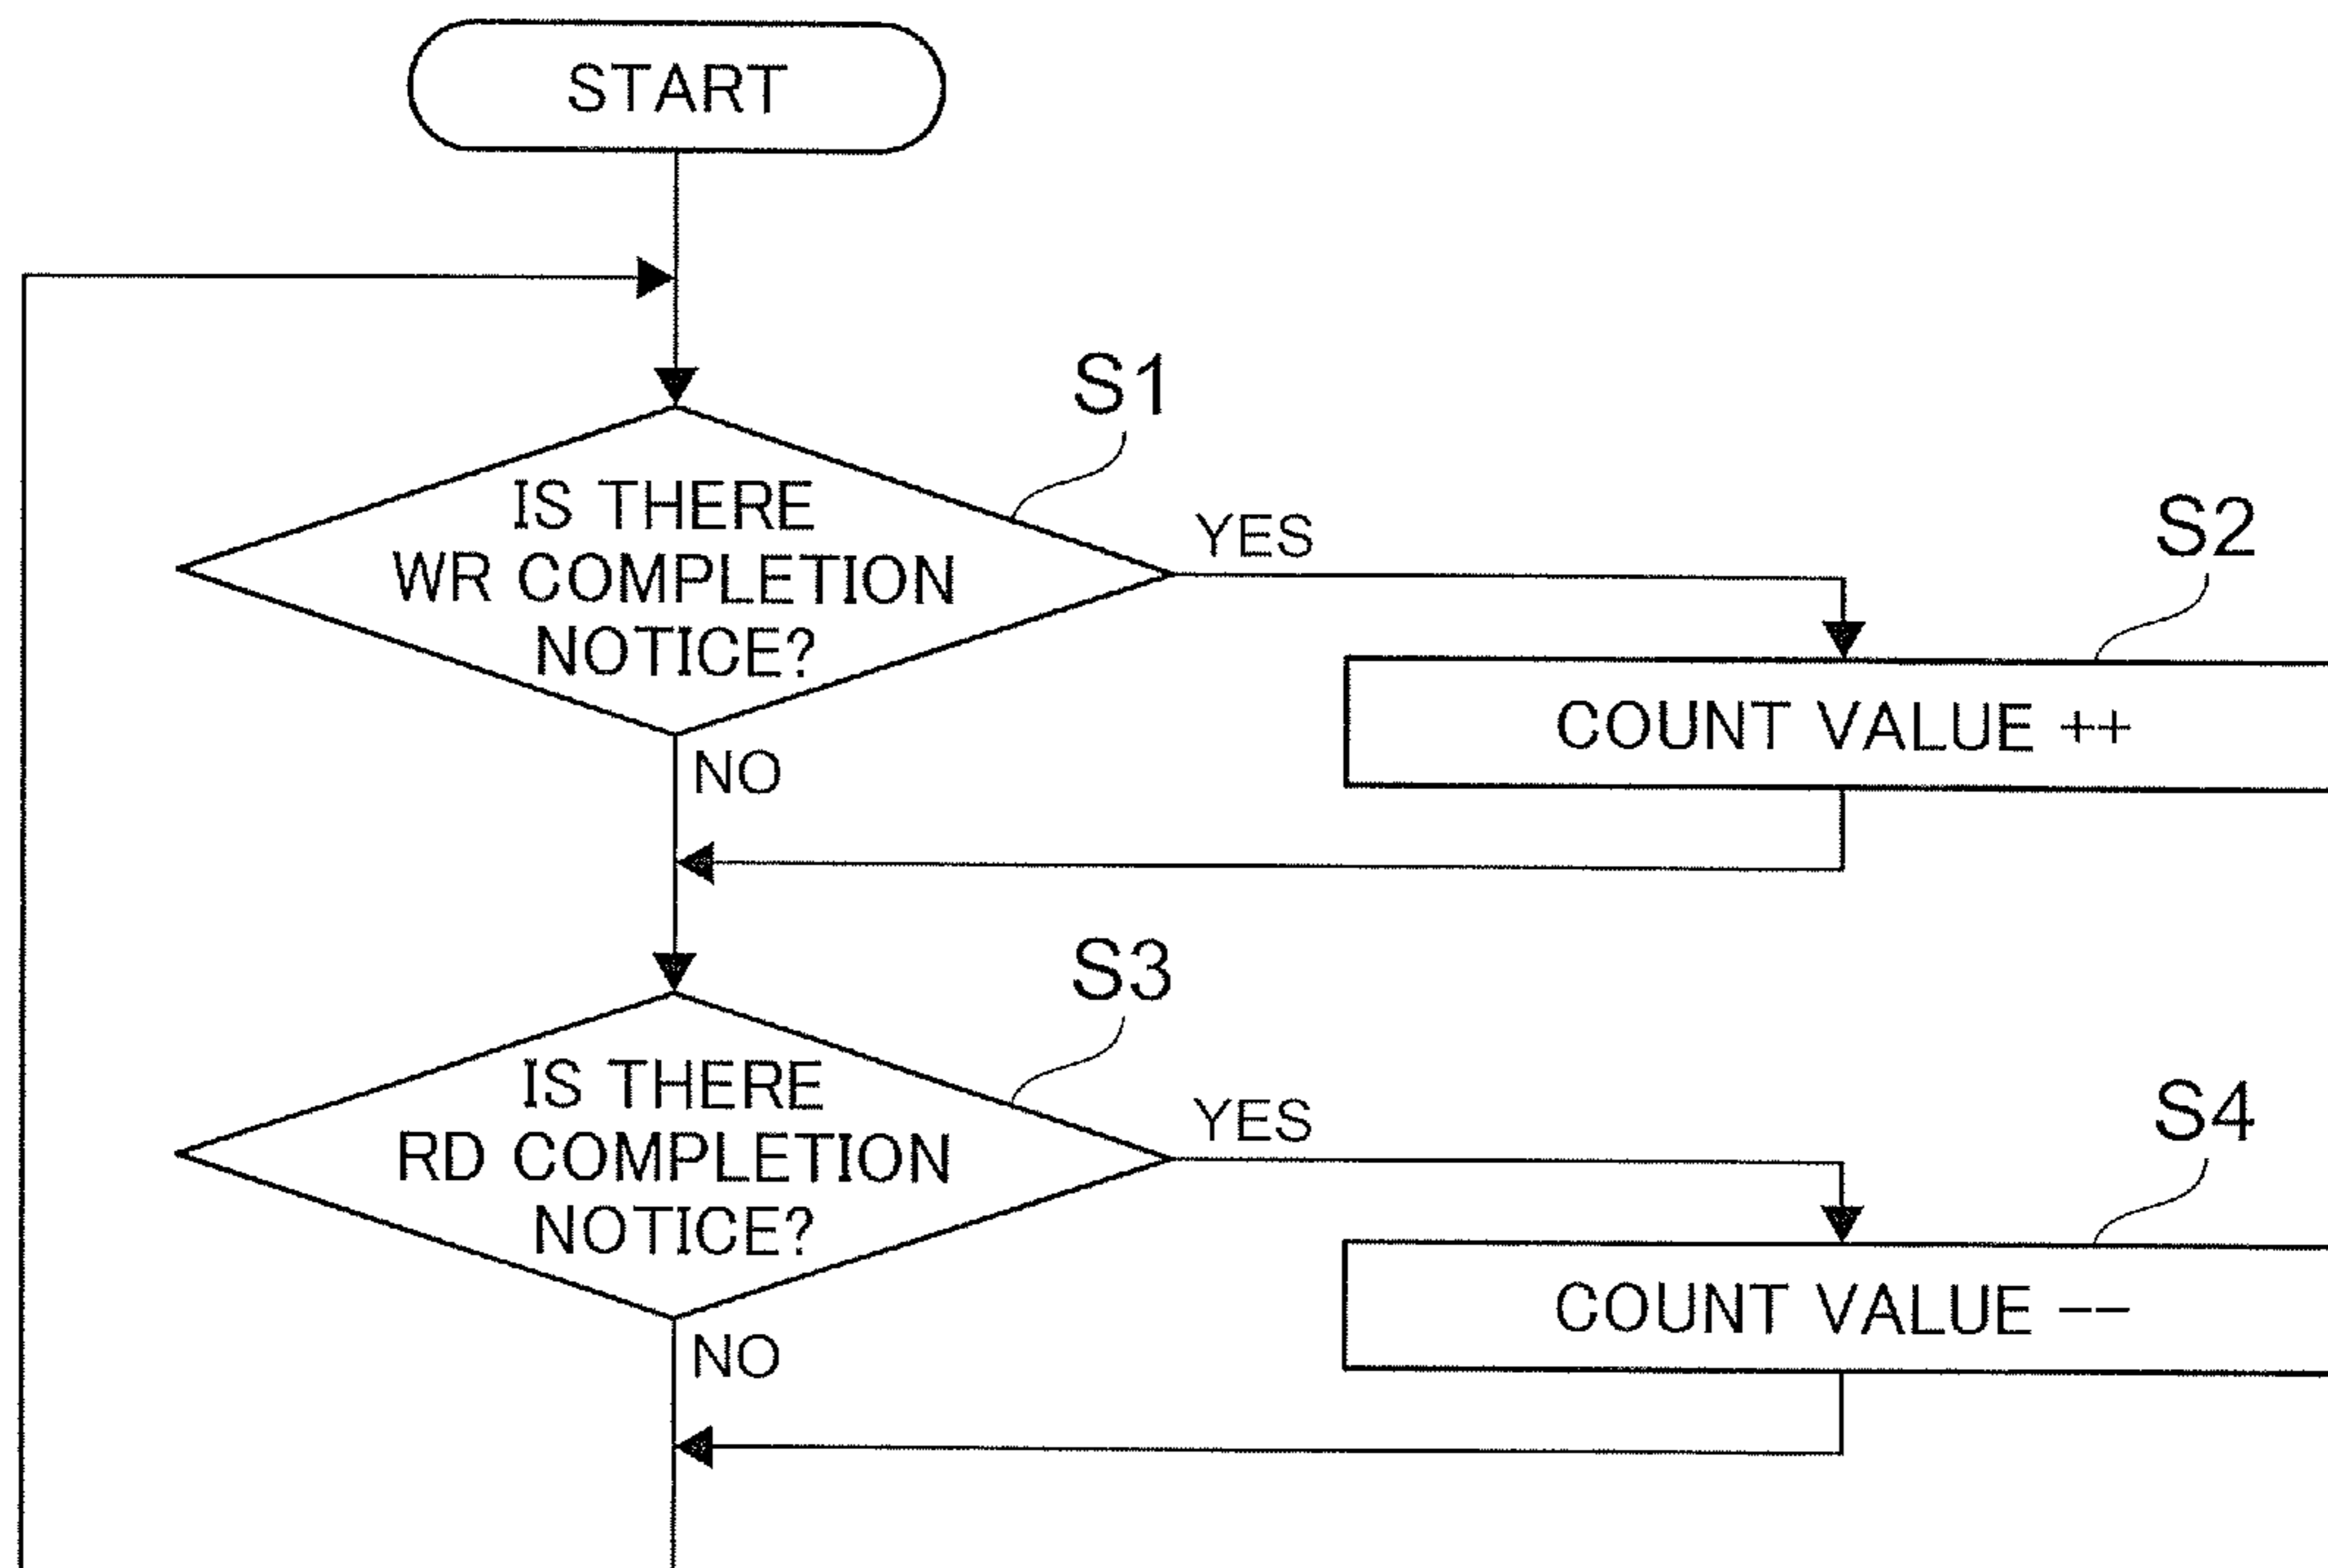 START
S1
IS THERE
WR COMPLETION
NOTICE?
YES
S2
COUNT VALUE ++
NO
S3
IS THERE
RD COMPLETION
NOTICE?
YES
S4
COUNT VALUE --
NO